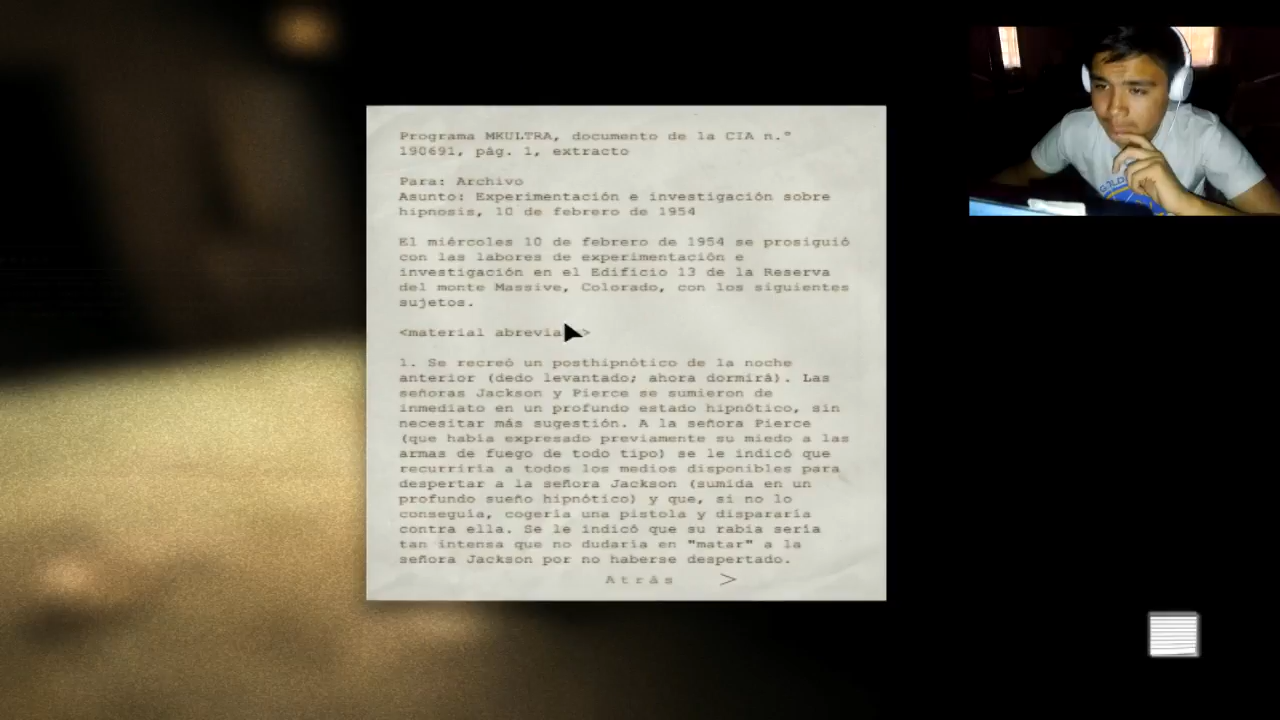 Programa MKULTRA, documento de la CIA n.º
190691, pág. 1, extracto
Para: Archivo
Asunto: Experimentación e investigación sobre
hipnosis, 10 de febrero de 1954
El miércoles 10 de febrero de 1954 se prosiguió
con las labores de experimentación e
investigación en el Edificio 13 de la Reserva
del monte Massive, Colorado, con los siguientes
sujetos.
<material
1. Se recreó un posthipnótico de la noche
anterior (dedo levantado; ahora dormirá). Las
señoras Jackson y Pierce se sumieron de
inmediato en un profundo estado hipnótico, sin
necesitar más sugestión. A la señora Pierce
(que había expresado previamente su miedo a las
armas de fuego de todo tipo) se le indicó que
recurriría a todos los medios disponibles para
despertar a la señora Jackson (sumida en un
profundo sueño hipnótico) y que, si no lo
conseguía, cogería una pistola y dispararía
contra ella. Se le indicó que su rabia sería
tan intensa que no dudaría en "matar" a la
señora Jackson por no haberse despertado.
Atrás >